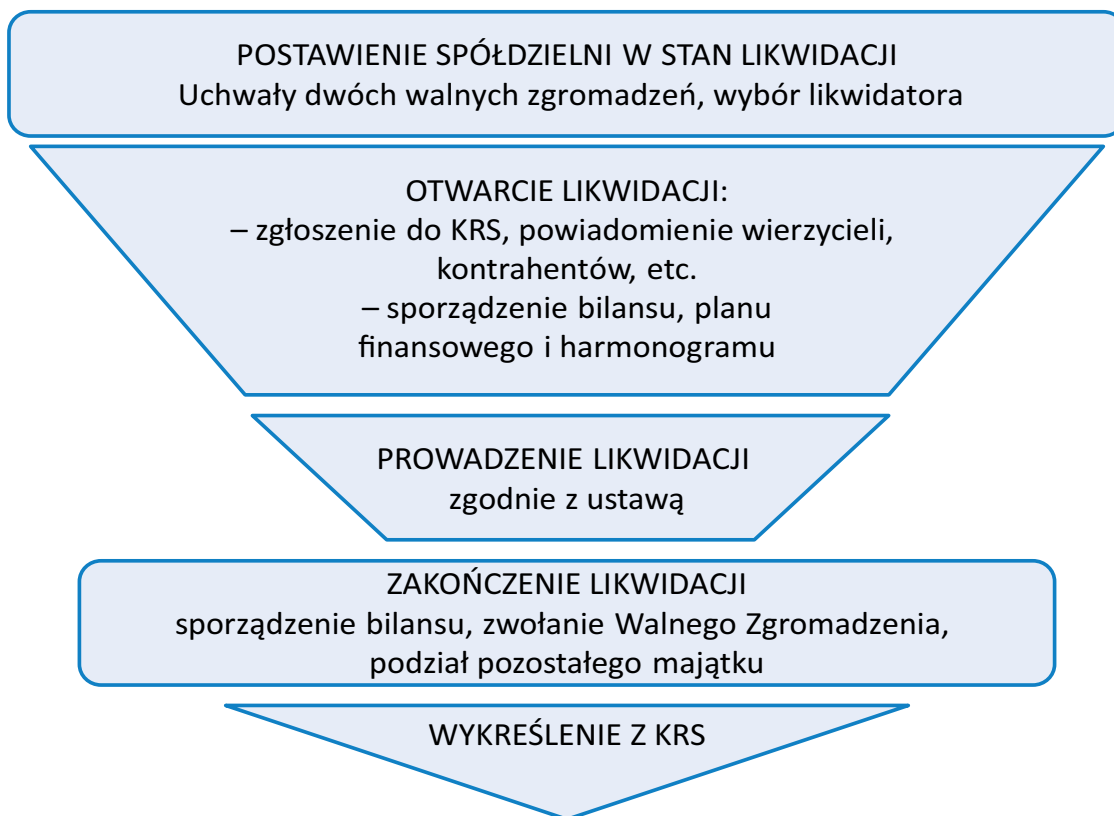 POSTAWIENIE SPÓŁDZIELNI W STAN LIKWIDACJI
Uchwały dwóch walnych zgromadzeń, wybór likwidatora
OTWARCIE LIKWIDACJI:
– zgłoszenie do KRS, powiadomienie wierzycieli,
kontrahentów, etc.
– sporządzenie bilansu, planu
finansowego i harmonogramu
PROWADZENIE LIKWIDACJI
zgodnie z ustawą
ZAKOŃCZENIE LIKWIDACJI
sporządzenie bilansu, zwołanie Walnego Zgromadzenia,
podział pozostałego majątku
WYKREŚLENIE Z KRS